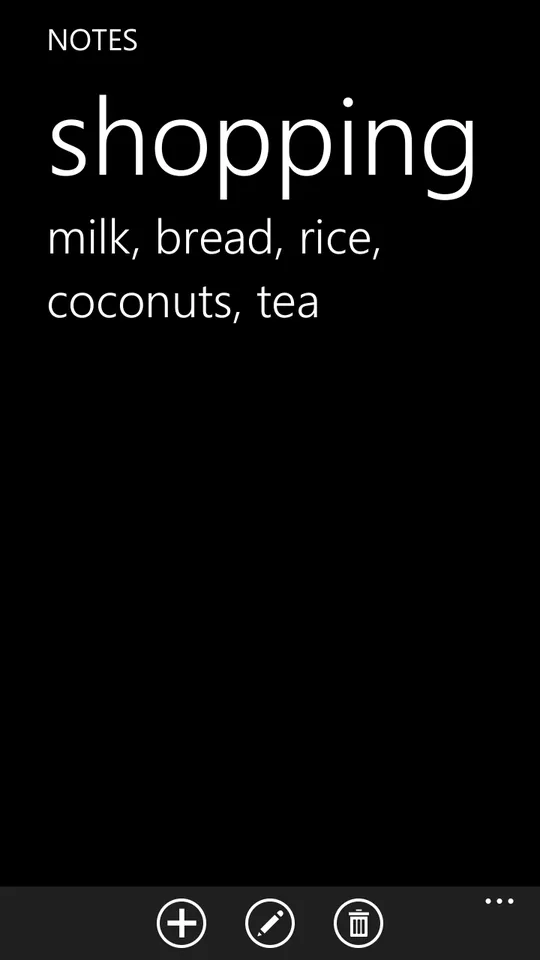 NOTES
shopping
milk, bread, rice,
coconuts, tea